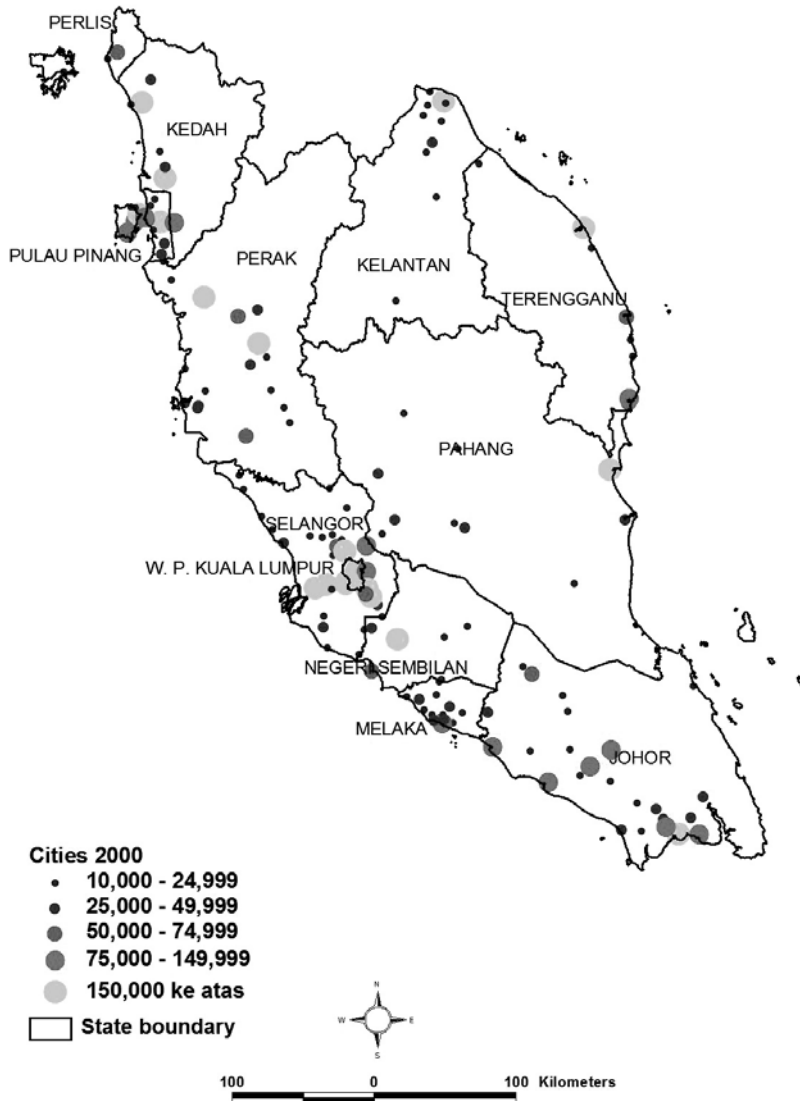 PERLIS
KEDAH
PULAU PINANG
PERAK
KELANTAN
TERENGGANU
PAHANG
SELANGOR
W. P. KUALA LUMPUR
NEGERI SEMBILAN
MELAKA
JOHOR
Cities 2000
10,000 - 24,999
25,000 - 49,999
50,000 - 74,999
75,000 - 149,999
150,000 ke atas
State boundary
N
W E
S
100 0 100 Kilometers